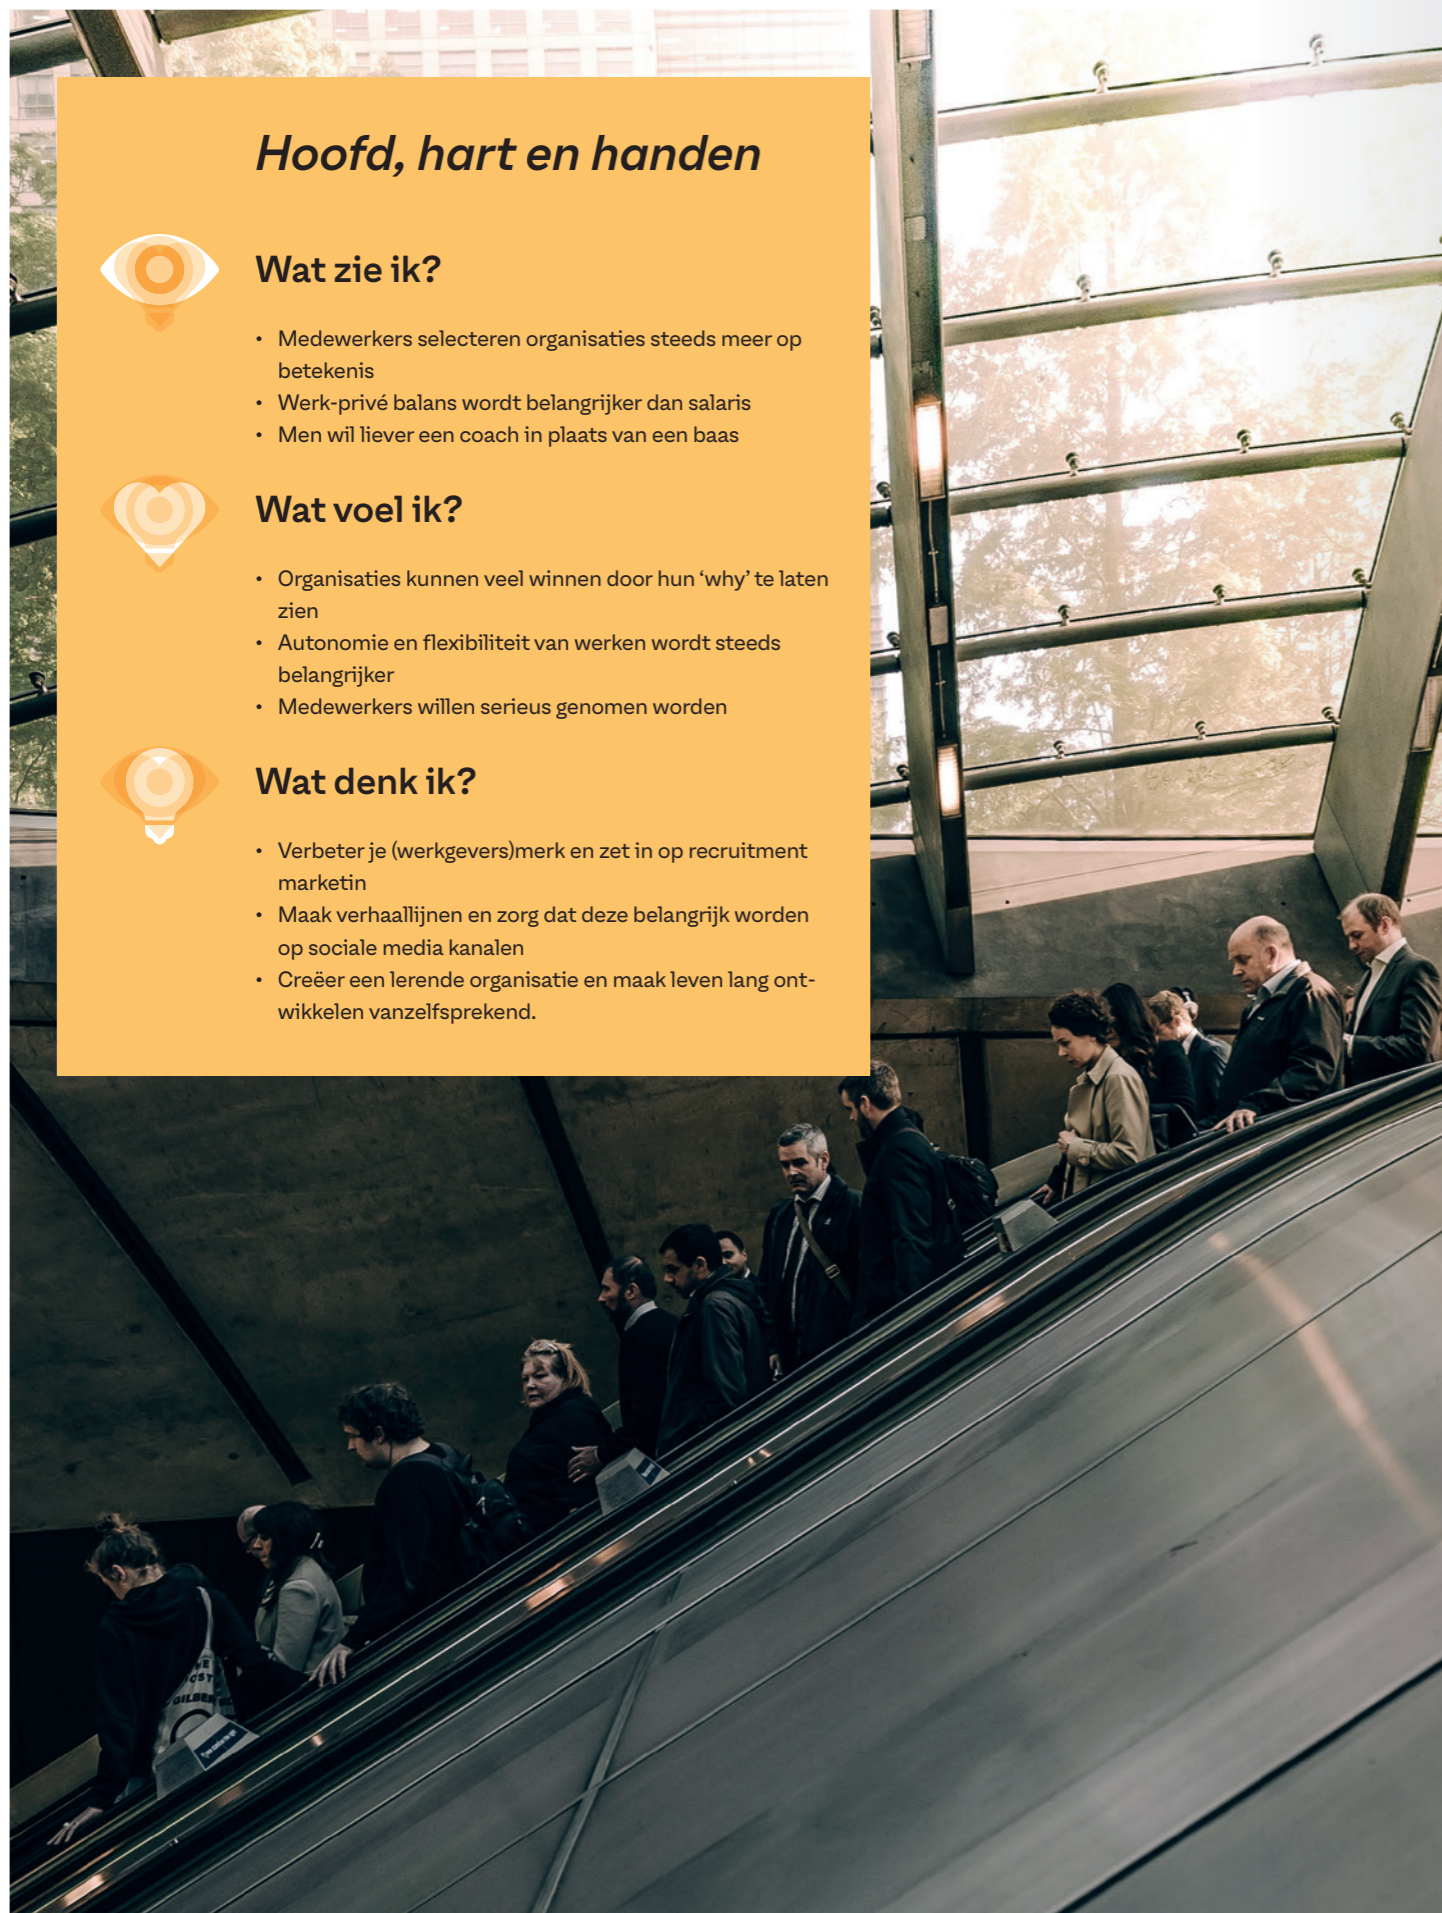 Hoofd, hart en handen
Wat zie ik?
• Medewerkers selecteren organisaties steeds meer op
betekenis
• Werk-privé balans wordt belangrijker dan salaris
• Men wil liever een coach in plaats van een baas
Wat voel ik?
• Organisaties kunnen veel winnen door hun ‘why’ te laten
zien
• Autonomie en flexibiliteit van werken wordt steeds
belangrijker
• Medewerkers willen serieus genomen worden
Wat denk ik?
• Verbeter je (werkgevers)merk en zet in op recruitment
marketin
• Maak verhaallijnen en zorg dat deze belangrijk worden
op sociale media kanalen
• Creëer een lerende organisatie en maak leven lang ont-
wikkelen vanzelfsprekend.